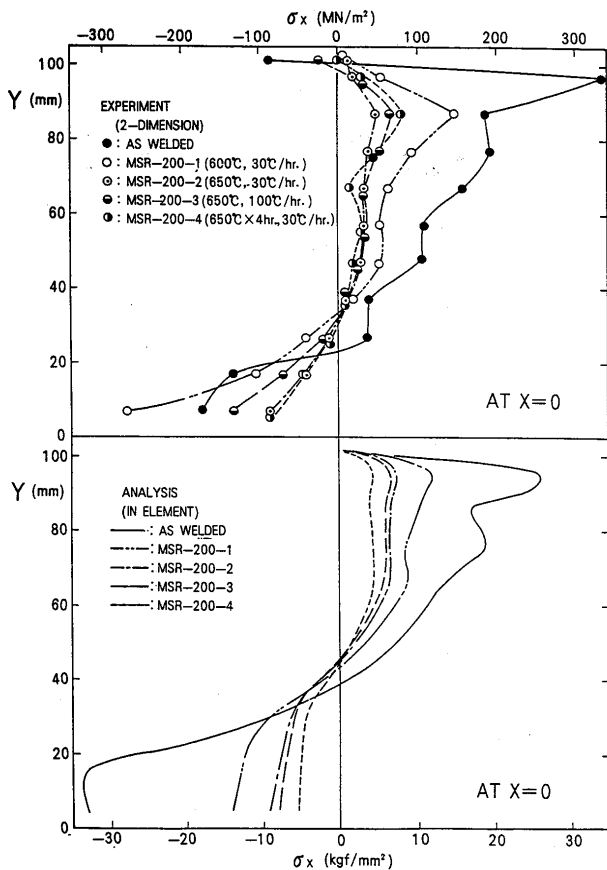 σx (MN/m²)
-300 -200 -100 0 100 200 300
100
Y (mm)
EXPERIMENT
(2-DIMENSION)
80
●: AS WELDED
○: MSR-200-1 (600℃, 30℃/hr.)
⊙: MSR-200-2 (650℃, 30℃/hr.)
◒: MSR-200-3 (650℃, 100℃/hr.)
◑: MSR-200-4 (650℃×4hr., 30℃/hr.)
60
40
20
AT X=0
0
100
Y (mm)
ANALYSIS
(IN ELEMENT)
80
: AS WELDED
: MSR-200-1
: MSR-200-2
: MSR-200-3
: MSR-200-4
60
40
20
AT X=0
0
-30 -20 -10 0 10 20 30
σx (kgf/mm²)